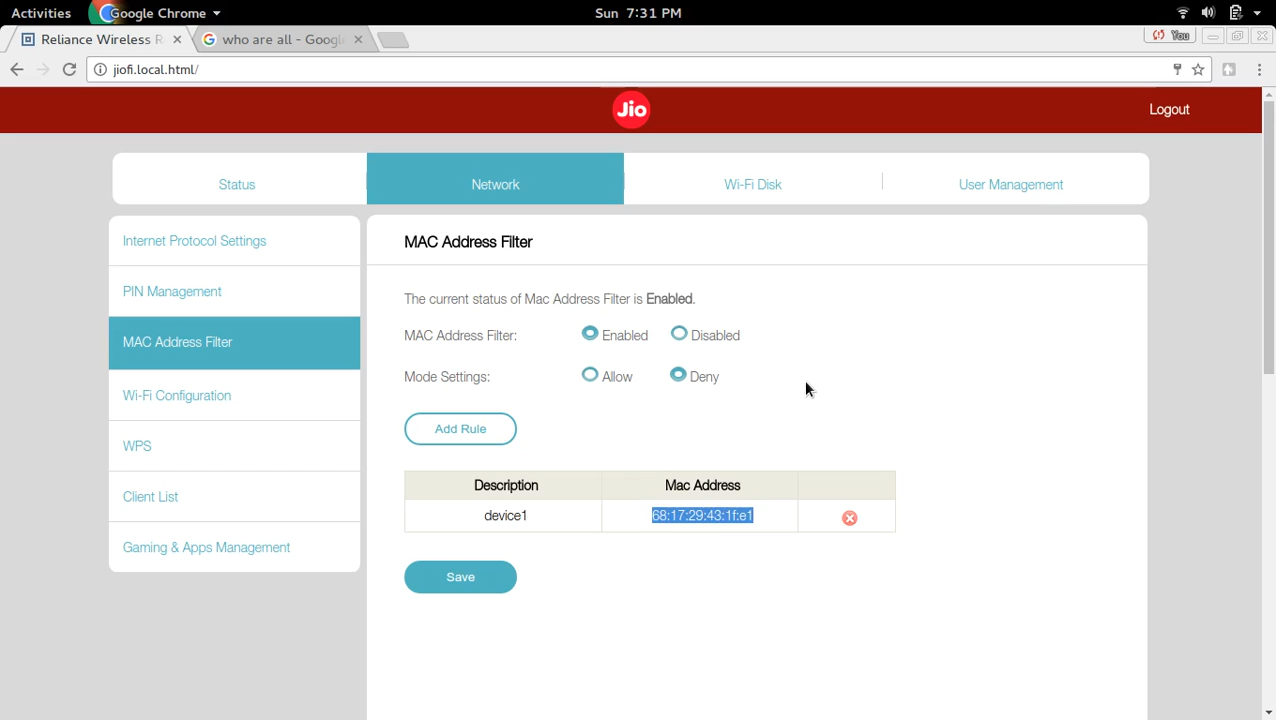 Activities Google Chrome Sun 7:31 PM
Reliance Wireless R who are all - Googl You
jiofi.local.html/
Jio Logout
Status Network Wi-Fi Disk User Management
Internet Protocol Settings
PIN Management
MAC Address Filter
Wi-Fi Configuration
WPS
Client List
Gaming & Apps Management
MAC Address Filter
The current status of Mac Address Filter is Enabled.
MAC Address Filter: Enabled Disabled
Mode Settings: Allow Deny
Add Rule
Description Mac Address
device1 68:17:29:43:1f:e1
Save